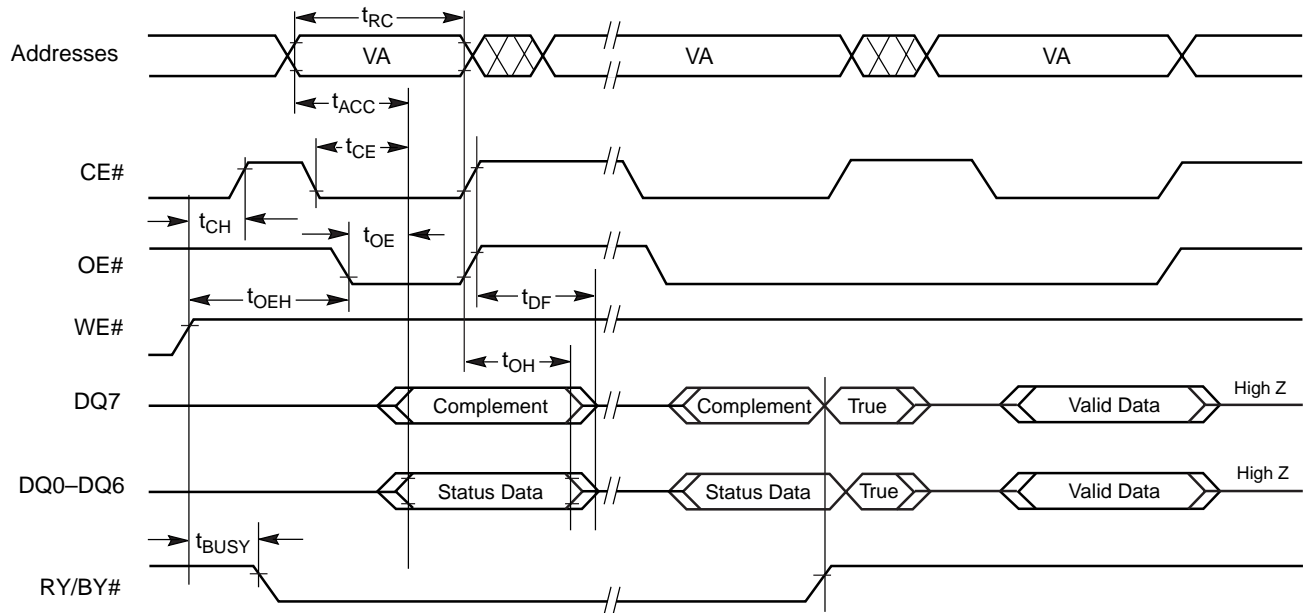 tRC
Addresses VA VA VA
tACC
tCE
CE#
tCH
tOE
OE#
tOEH
tDF
WE#
tOH
DQ7 Complement Complement True Valid Data High Z
DQ0–DQ6 Status Data Status Data True Valid Data High Z
tBUSY
RY/BY#